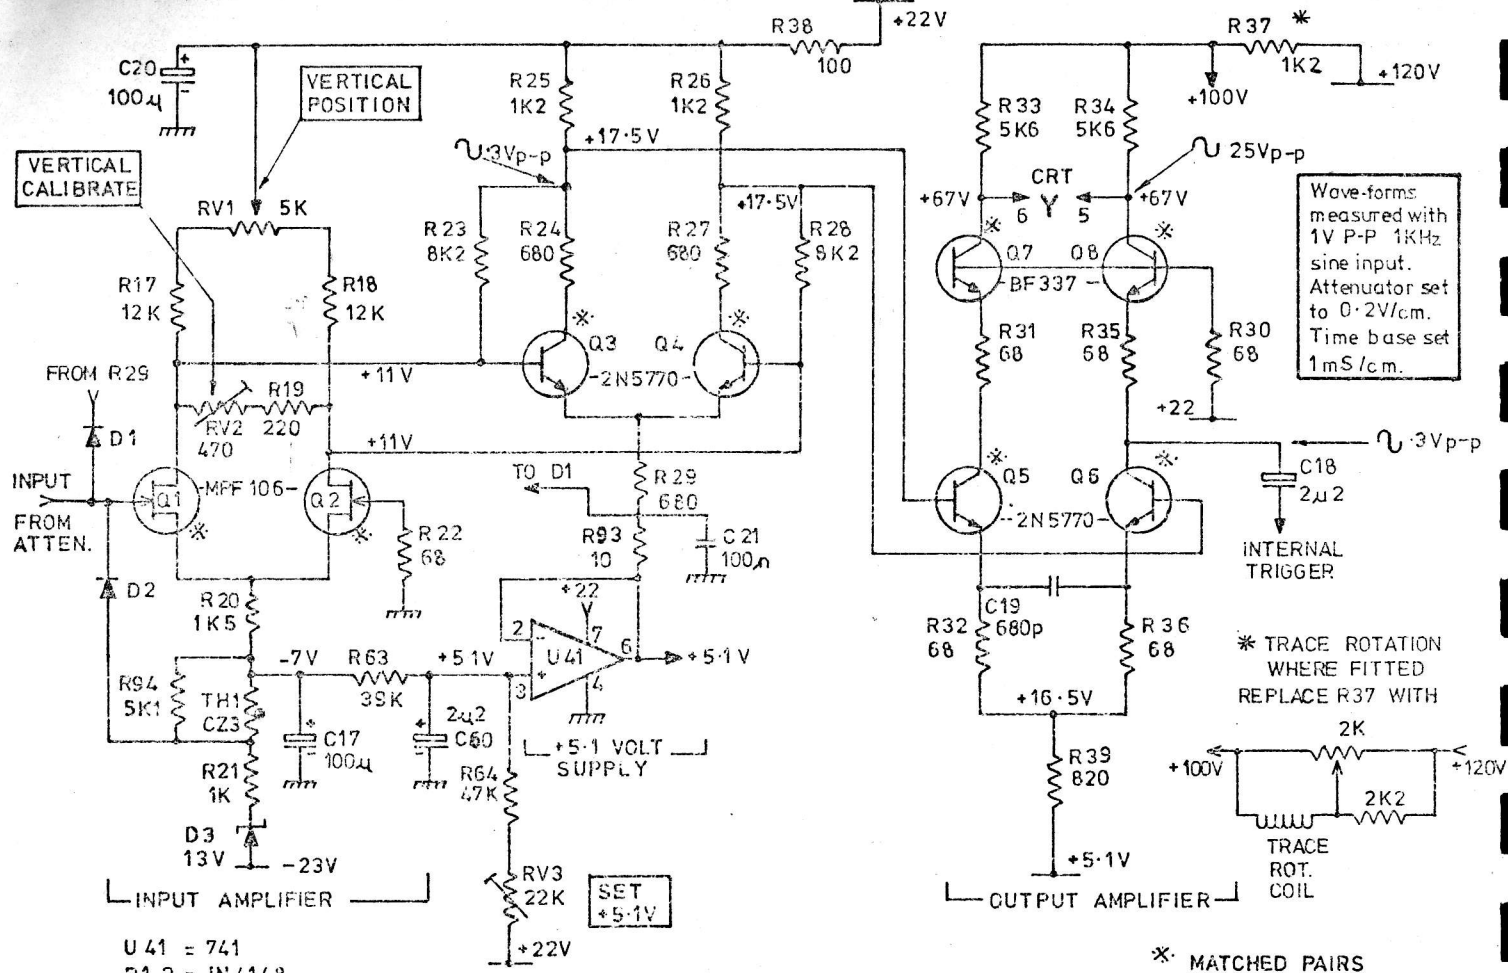 +22V
R38
100
R37 *
1K2
+120V
+100V
C20
100μ
+
-
VERTICAL
POSITION
R25
1K2
R26
1K2
R33
5K6
R34
5K6
+17·5V
·3Vp-p
25Vp-p
VERTICAL
CALIBRATE
RV1
5K
CRT
+67V
6
Y
5
+67V
+17·5V
Wave-forms
measured with
1V P-P 1KHz
sine input.
Attenuator set
to 0·2V/cm.
Time base set
1mS/cm.
R23
8K2
R24
680
R27
680
R28
8K2
Q7
Q8
-BF337-
R17
12K
R18
12K
R31
68
R35
68
R30
68
Q3
Q4
-2N5770-
+11V
FROM R29
RV2
470
R19
220
+22
D1
+11V
·3Vp-p
INPUT
FROM
ATTEN.
Q1
-MPF106-
Q2
TO D1
R29
680
Q5
Q6
-2N5770-
C18
2μ2
R22
68
R93
10
C21
100n
INTERNAL
TRIGGER
D2
R20
1K5
+22
2
-
7
U41
6
+
3
4
+5·1V
C19
680p
R32
68
R36
68
* TRACE ROTATION
WHERE FITTED
REPLACE R37 WITH
-7V
R63
39K
+5·1V
R94
5K1
TH1
CZ3
+16·5V
C17
100μ
2μ2
C60
+5·1 VOLT
SUPPLY
2K
+100V
+120V
R21
1K
R64
47K
R39
820
2K2
TRACE
ROT.
COIL
D3
13V
-23V
RV3
22K
SET
+5·1V
+5·1V
INPUT AMPLIFIER
OUTPUT AMPLIFIER
+22V
U41 = 741
※ MATCHED PAIRS